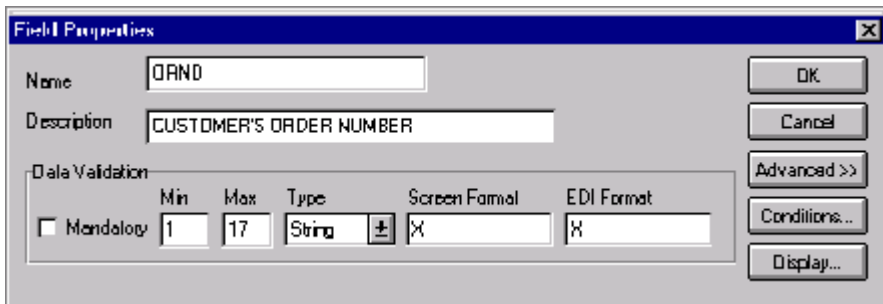 Field Properties
Name ORNO OK
Description CUSTOMER'S ORDER NUMBER Cancel
Data Validation Advanced >>
Min Max Type Screen Format EDI Format
Mandatory 1 17 String X X Conditions...
Display...